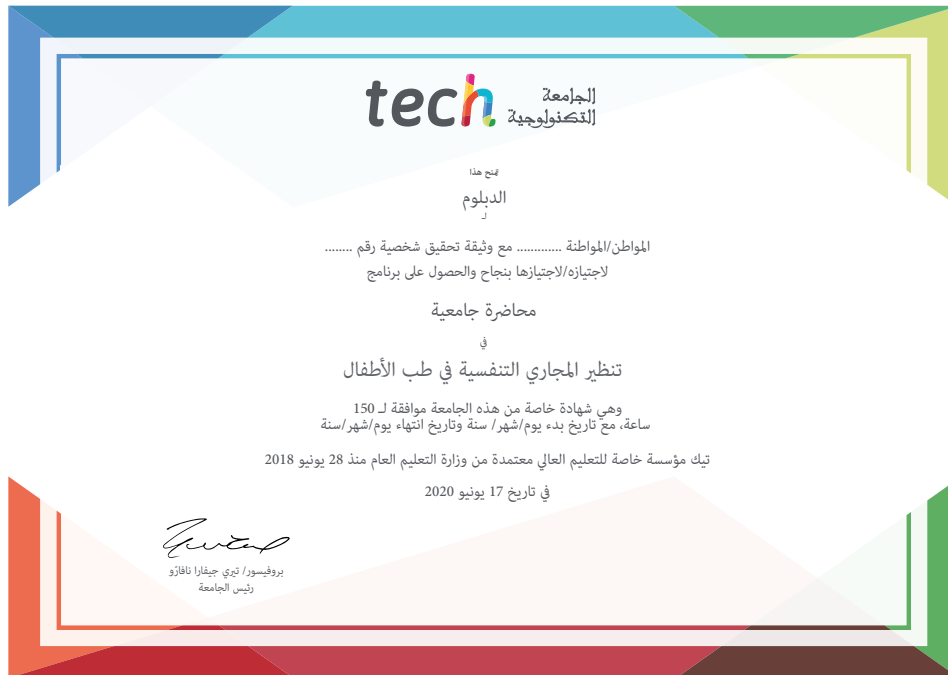 tech الجامعة
التكنولوجية
تمنح هذا
الدبلوم
لـ
المواطن/المواطنة ............. مع وثيقة تحقيق شخصية رقم ........
لاجتيازه/لاجتيازها بنجاح والحصول على برنامج
محاضرة جامعية
في
تنظير المجاري التنفسية في طب الأطفال
وهي شهادة خاصة من هذه الجامعة موافقة لـ 150
ساعة، مع تاريخ بدء يوم/شهر/ سنة وتاريخ انتهاء يوم/شهر/سنة
تيك مؤسسة خاصة للتعليم العالي معتمدة من وزارة التعليم العام منذ 28 يونيو 2018
في تاريخ 17 يونيو 2020
بروفيسور/ تيري جيفارا نافارّو
رئيس الجامعة